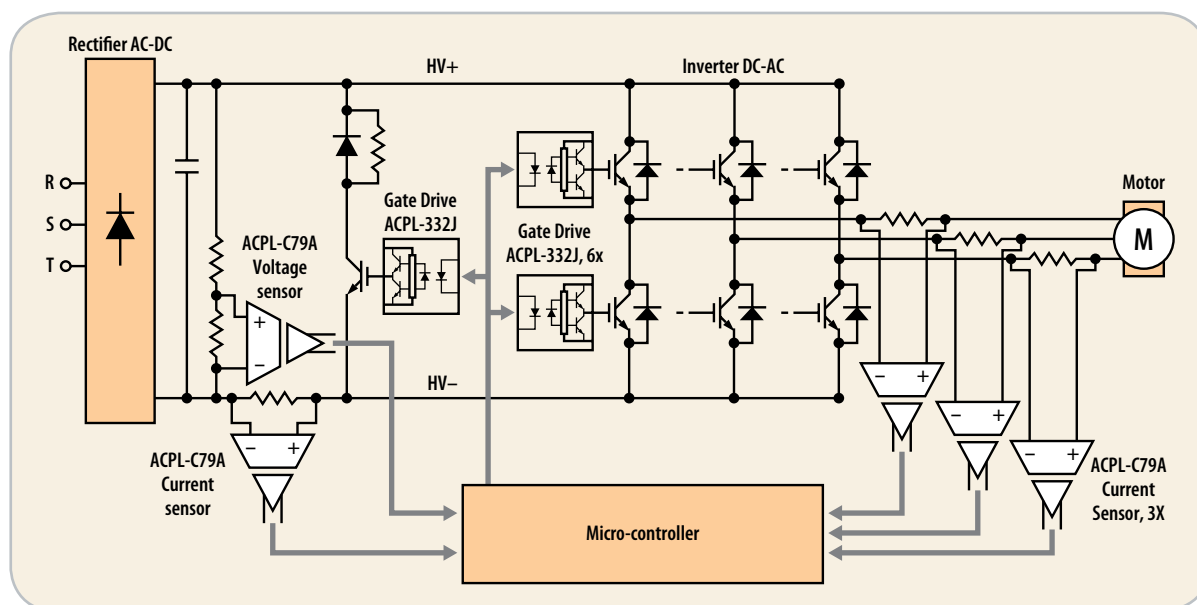 Rectifier AC-DC
HV+
Inverter DC-AC
R
S
T
ACPL-C79A
Voltage
sensor
Gate Drive
ACPL-332J
Gate Drive
ACPL-332J, 6x
Motor
M
+
−
HV−
− +
ACPL-C79A
Current
sensor
− +
− +
− +
ACPL-C79A
Current
Sensor, 3X
Micro-controller